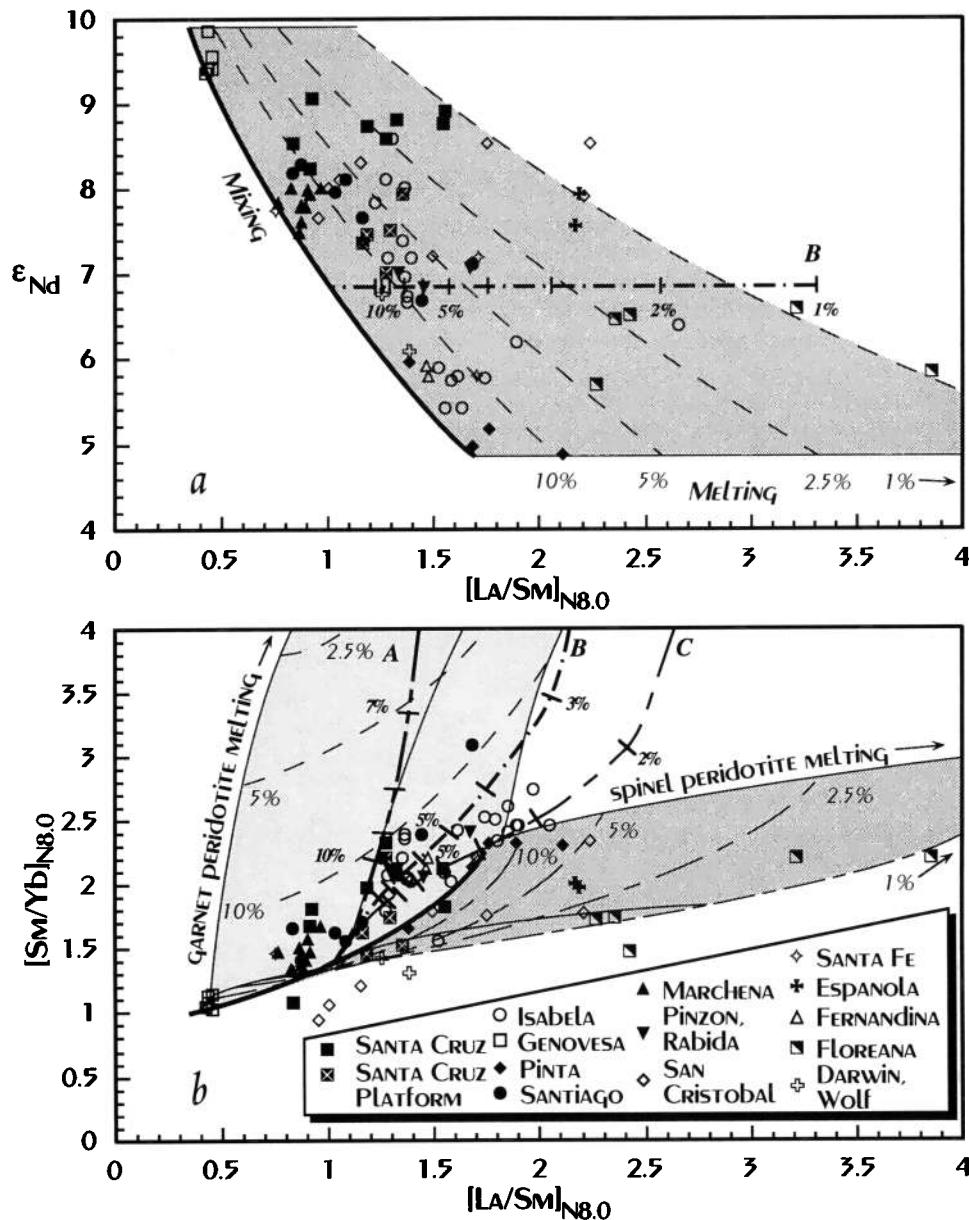 a
10
9
8
7
6
5
4
εNd
Mixing
B
10%
5%
2%
1%
10%
5%
2.5%
1%
Melting
0
0.5
1
1.5
2
2.5
3
3.5
4
[La/Sm]N8.0
4
3.5
3
2.5
2
1.5
1
0.5
0
[Sm/Yb]N8.0
Garnet peridotite melting
2.5%
5%
10%
A
7%
10%
B
3%
5%
5%
C
2%
10%
Spinel peridotite melting
2.5%
5%
1%
b
Santa Cruz
Santa Cruz Platform
Isabela
Genovesa
Pinta
Santiago
Marchena
Pinzon, Rabida
San Cristobal
Santa Fe
Espanola
Fernandina
Floreana
Darwin, Wolf
0
0.5
1
1.5
2
2.5
3
3.5
4
[La/Sm]N8.0